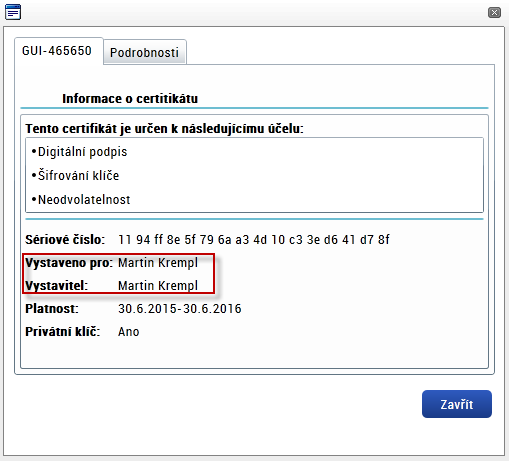 GUI-465650
Podrobnosti
Informace o certitikátu
Tento certifikát je určen k následujícímu účelu:
•Digitální podpis
•Šifrování klíče
•Neodvolatelnost
Sériové číslo: 11 94 ff 8e 5f 79 6a a3 4d 10 c3 3e d6 41 d7 8f
Vystaveno pro: Martin Krempl
Vystavitel: Martin Krempl
Platnost: 30.6.2015-30.6.2016
Privátní klíč: Ano
Zavřít